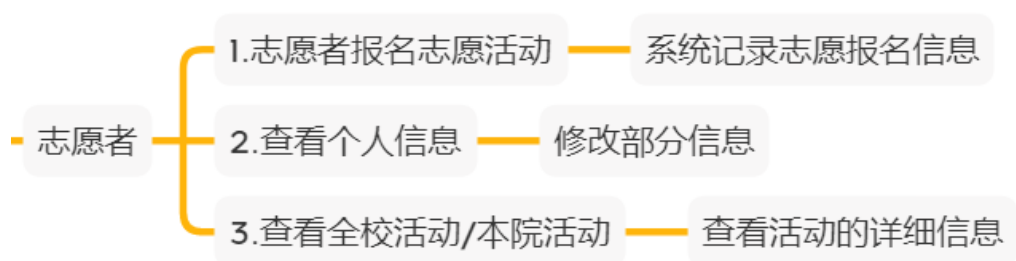 1.志愿者报名志愿活动
系统记录志愿报名信息
志愿者
2.查看个人信息
修改部分信息
3.查看全校活动/本院活动
查看活动的详细信息